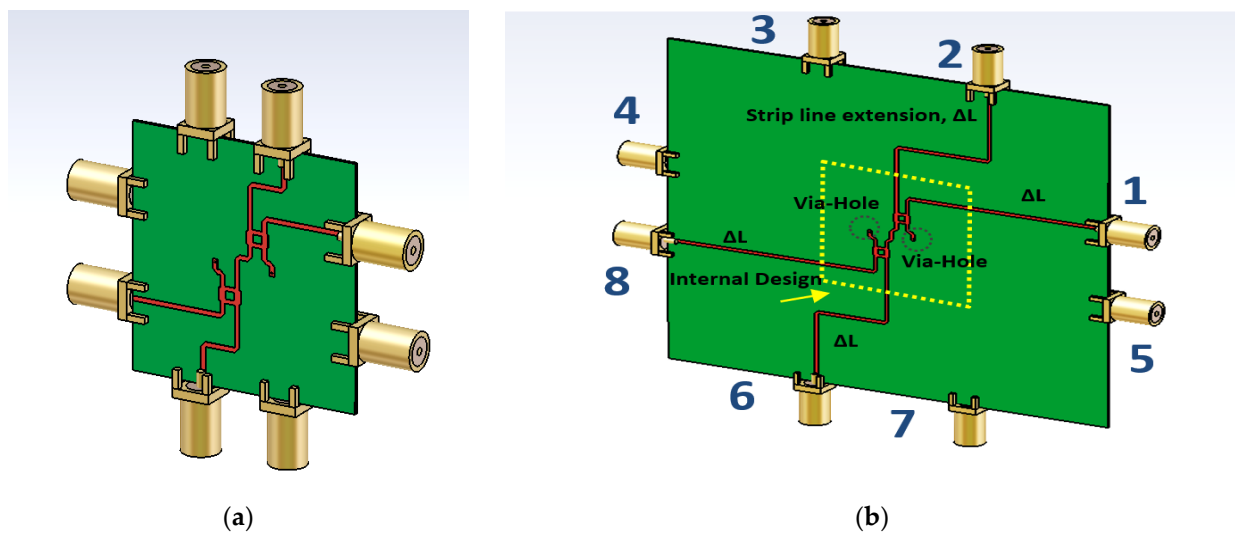 3
2
4
Strip line extension, ΔL
1
Via-Hole
ΔL
ΔL
Via-Hole
8
Internal Design
5
ΔL
6
7
(a)
(b)